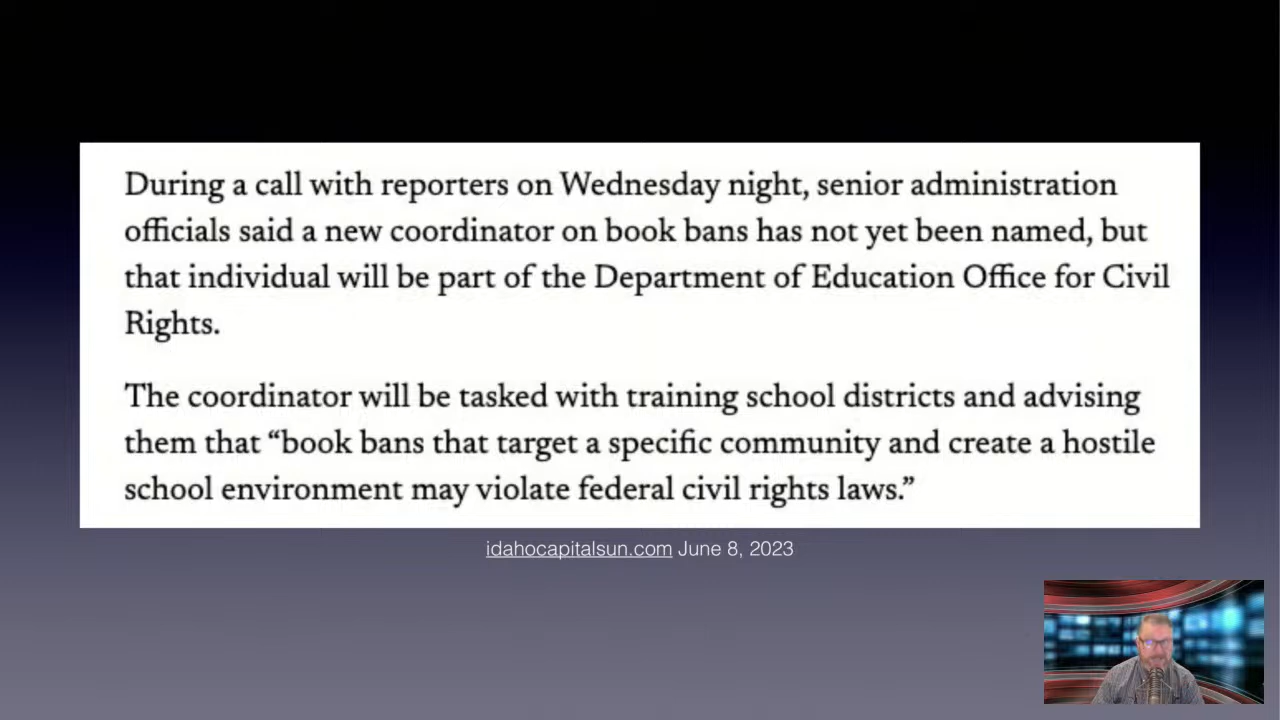 During a call with reporters on Wednesday night, senior administration
officials said a new coordinator on book bans has not yet been named, but
that individual will be part of the Department of Education Office for Civil
Rights.
The coordinator will be tasked with training school districts and advising
them that “book bans that target a specific community and create a hostile
school environment may violate federal civil rights laws.”
idahocapitalsun.com June 8, 2023